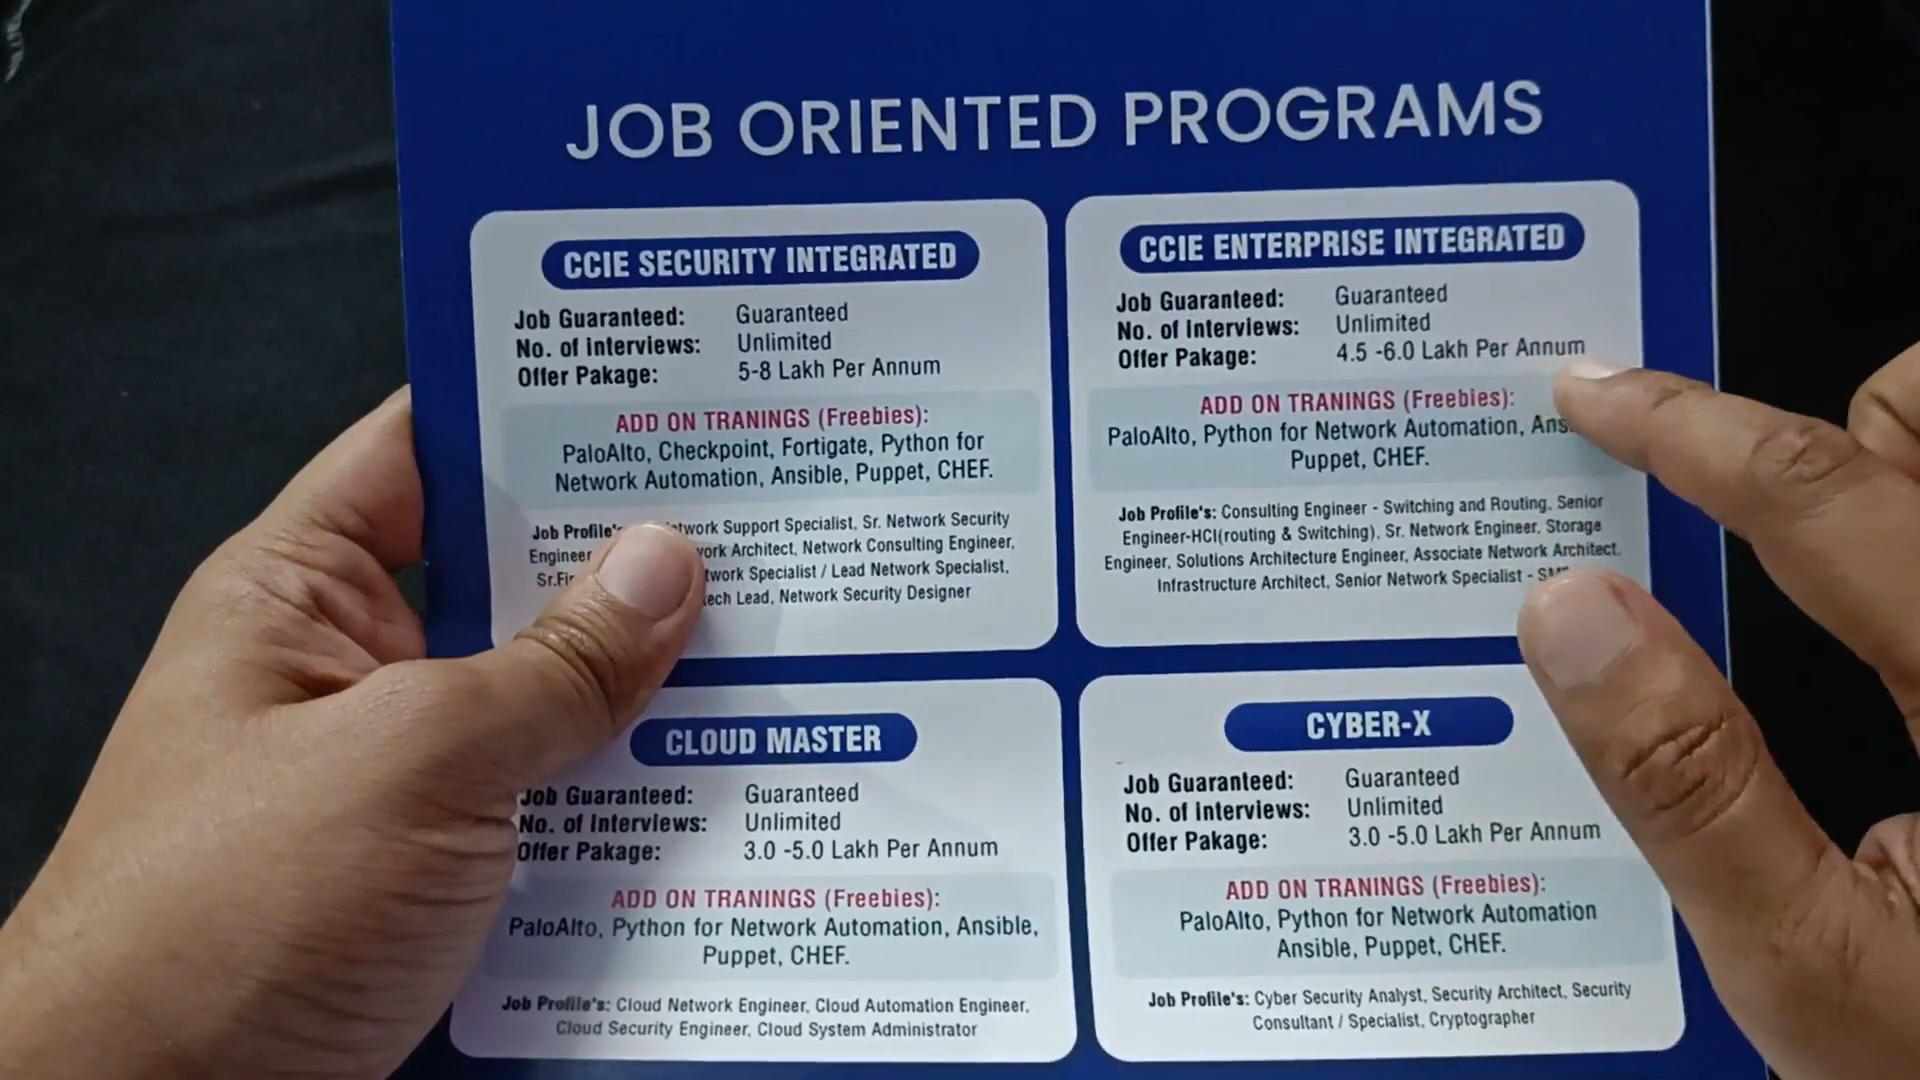 JOB ORIENTED PROGRAMS
CCIE SECURITY INTEGRATED
Job Guaranteed: Guaranteed
No. of interviews: Unlimited
Offer Pakage: 5-8 Lakh Per Annum
ADD ON TRANINGS (Freebies):
PaloAlto, Checkpoint, Fortigate, Python for
Network Automation, Ansible, Puppet, CHEF.
Job Profile's Support Specialist, Sr. Network Security
Engineer Architect, Network Consulting Engineer,
Specialist / Lead Network Specialist,
Lead, Network Security Designer
CCIE ENTERPRISE INTEGRATED
Job Guaranteed: Guaranteed
No. of interviews: Unlimited
Offer Pakage: 4.5 -6.0 Lakh Per Annum
ADD ON TRANINGS (Freebies):
PaloAlto, Python for Network Automation,
Puppet, CHEF.
Job Profile's: Consulting Engineer - Switching and Routing, Senior
Engineer-HCI(routing & Switching), Sr. Network Engineer, Storage
Engineer, Solutions Architecture Engineer, Associate Network Architect,
Infrastructure Architect, Senior Network Specialist -
CLOUD MASTER
Job Guaranteed: Guaranteed
No. of Interviews: Unlimited
Offer Pakage: 3.0 -5.0 Lakh Per Annum
ADD ON TRANINGS (Freebies):
PaloAlto, Python for Network Automation, Ansible,
Puppet, CHEF.
Job Profile's: Cloud Network Engineer, Cloud Automation Engineer,
Cloud Security Engineer, Cloud System Administrator
CYBER-X
Job Guaranteed: Guaranteed
No. of interviews: Unlimited
Offer Pakage: 3.0 -5.0 Lakh Per Annum
ADD ON TRANINGS (Freebies):
PaloAlto, Python for Network Automation
Ansible, Puppet, CHEF.
Job Profile's: Cyber Security Analyst, Security Architect, Security
Consultant / Specialist, Cryptographer